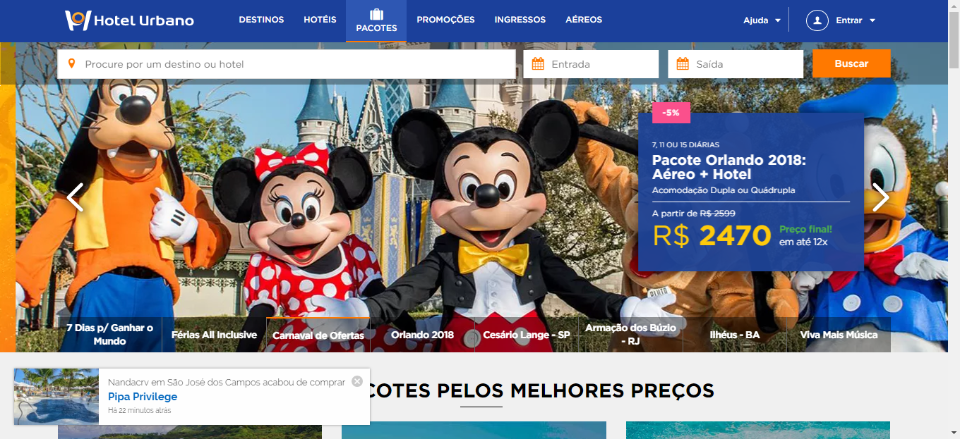 Hotel Urbano
DESTINOS HOTÉIS PACOTES PROMOÇÕES INGRESSOS AÉREOS
Ajuda Entrar
Procure por um destino ou hotel
Entrada
Saída
Buscar
-5%
7, 11 OU 15 DIÁRIAS
Pacote Orlando 2018:
Aéreo + Hotel
Acomodação Dupla ou Quádrupla
A partir de R$ 2599
R$ 2470
Preço final!
em até 12x
7 Dias p/ Ganhar o
Mundo
Férias All Inclusive
Carnaval de Ofertas
Orlando 2018
Cesário Lange - SP
Armação dos Búzio
- RJ
Ilhéus - BA
Viva Mais Música
Nandacrv em São José dos Campos acabou de comprar
Pipa Privilege
Há 22 minutos atrás
COTES PELOS MELHORES PREÇOS